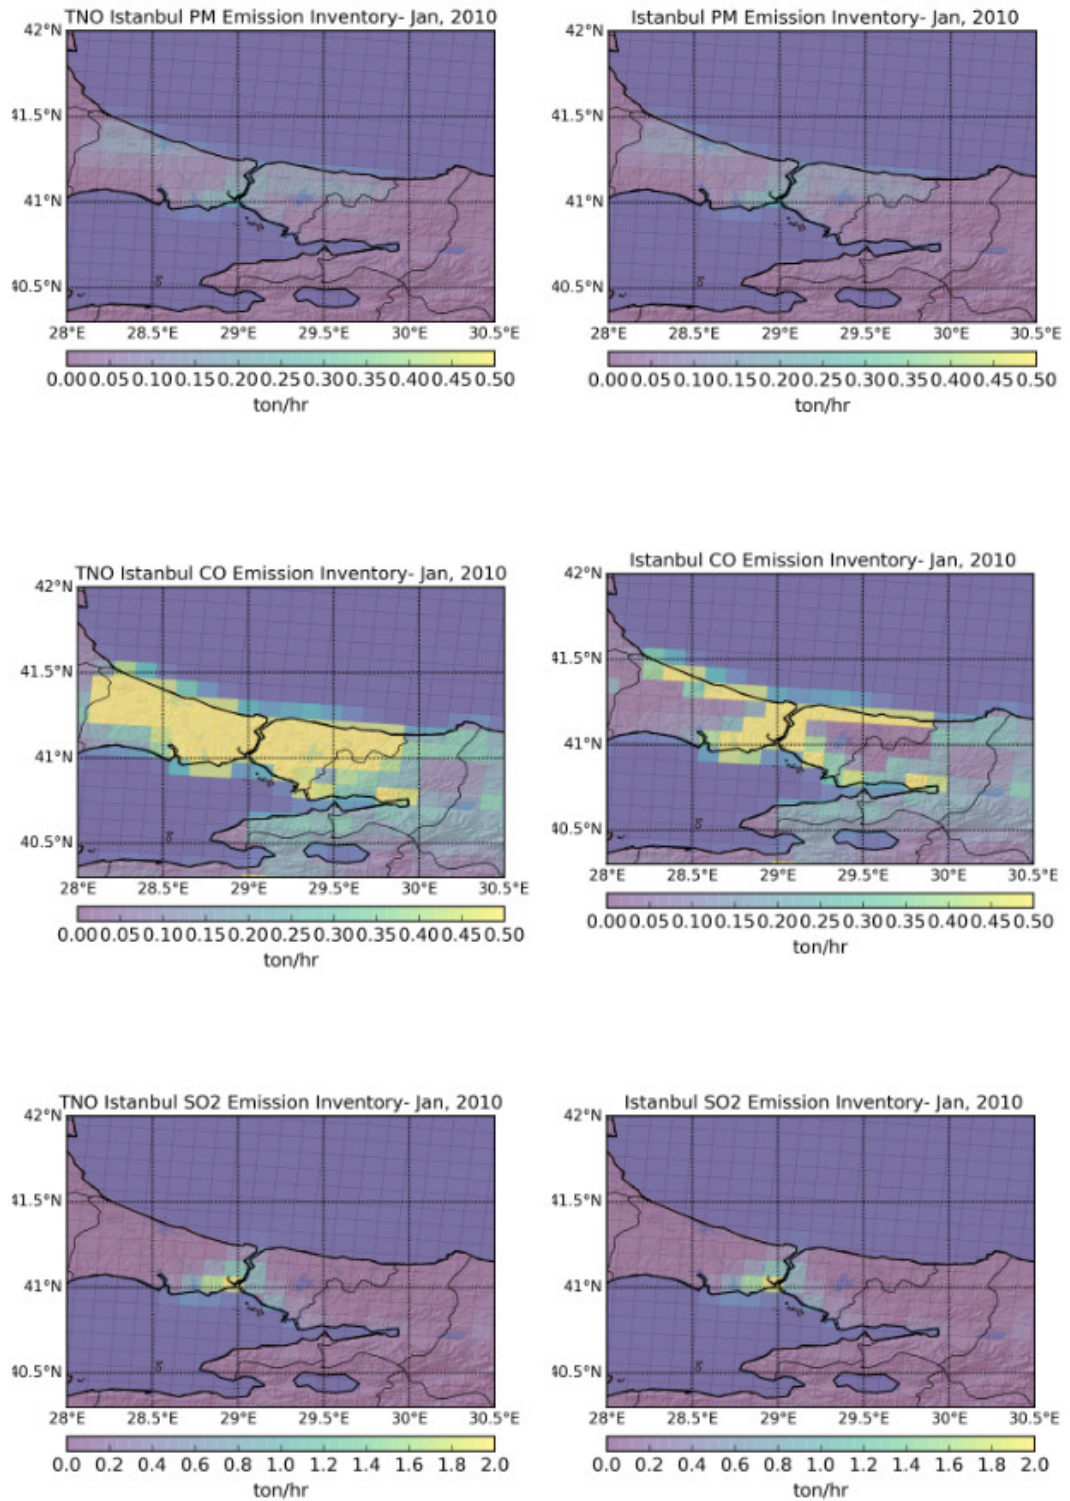 TNO Istanbul PM Emission Inventory- Jan, 2010
42°N
41.5°N
41°N
40.5°N
28°E 28.5°E 29°E 29.5°E 30°E 30.5°E
0.00 0.05 0.10 0.15 0.20 0.25 0.30 0.35 0.40 0.45 0.50
ton/hr
Istanbul PM Emission Inventory- Jan, 2010
42°N
41.5°N
41°N
40.5°N
28°E 28.5°E 29°E 29.5°E 30°E 30.5°E
0.00 0.05 0.10 0.15 0.20 0.25 0.30 0.35 0.40 0.45 0.50
ton/hr
TNO Istanbul CO Emission Inventory- Jan, 2010
42°N
41.5°N
41°N
40.5°N
28°E 28.5°E 29°E 29.5°E 30°E 30.5°E
0.00 0.05 0.10 0.15 0.20 0.25 0.30 0.35 0.40 0.45 0.50
ton/hr
Istanbul CO Emission Inventory- Jan, 2010
42°N
41.5°N
41°N
40.5°N
28°E 28.5°E 29°E 29.5°E 30°E 30.5°E
0.00 0.05 0.10 0.15 0.20 0.25 0.30 0.35 0.40 0.45 0.50
ton/hr
TNO Istanbul SO2 Emission Inventory- Jan, 2010
42°N
41.5°N
41°N
40.5°N
28°E 28.5°E 29°E 29.5°E 30°E 30.5°E
0.0 0.2 0.4 0.6 0.8 1.0 1.2 1.4 1.6 1.8 2.0
ton/hr
Istanbul SO2 Emission Inventory- Jan, 2010
42°N
41.5°N
41°N
40.5°N
28°E 28.5°E 29°E 29.5°E 30°E 30.5°E
0.0 0.2 0.4 0.6 0.8 1.0 1.2 1.4 1.6 1.8 2.0
ton/hr